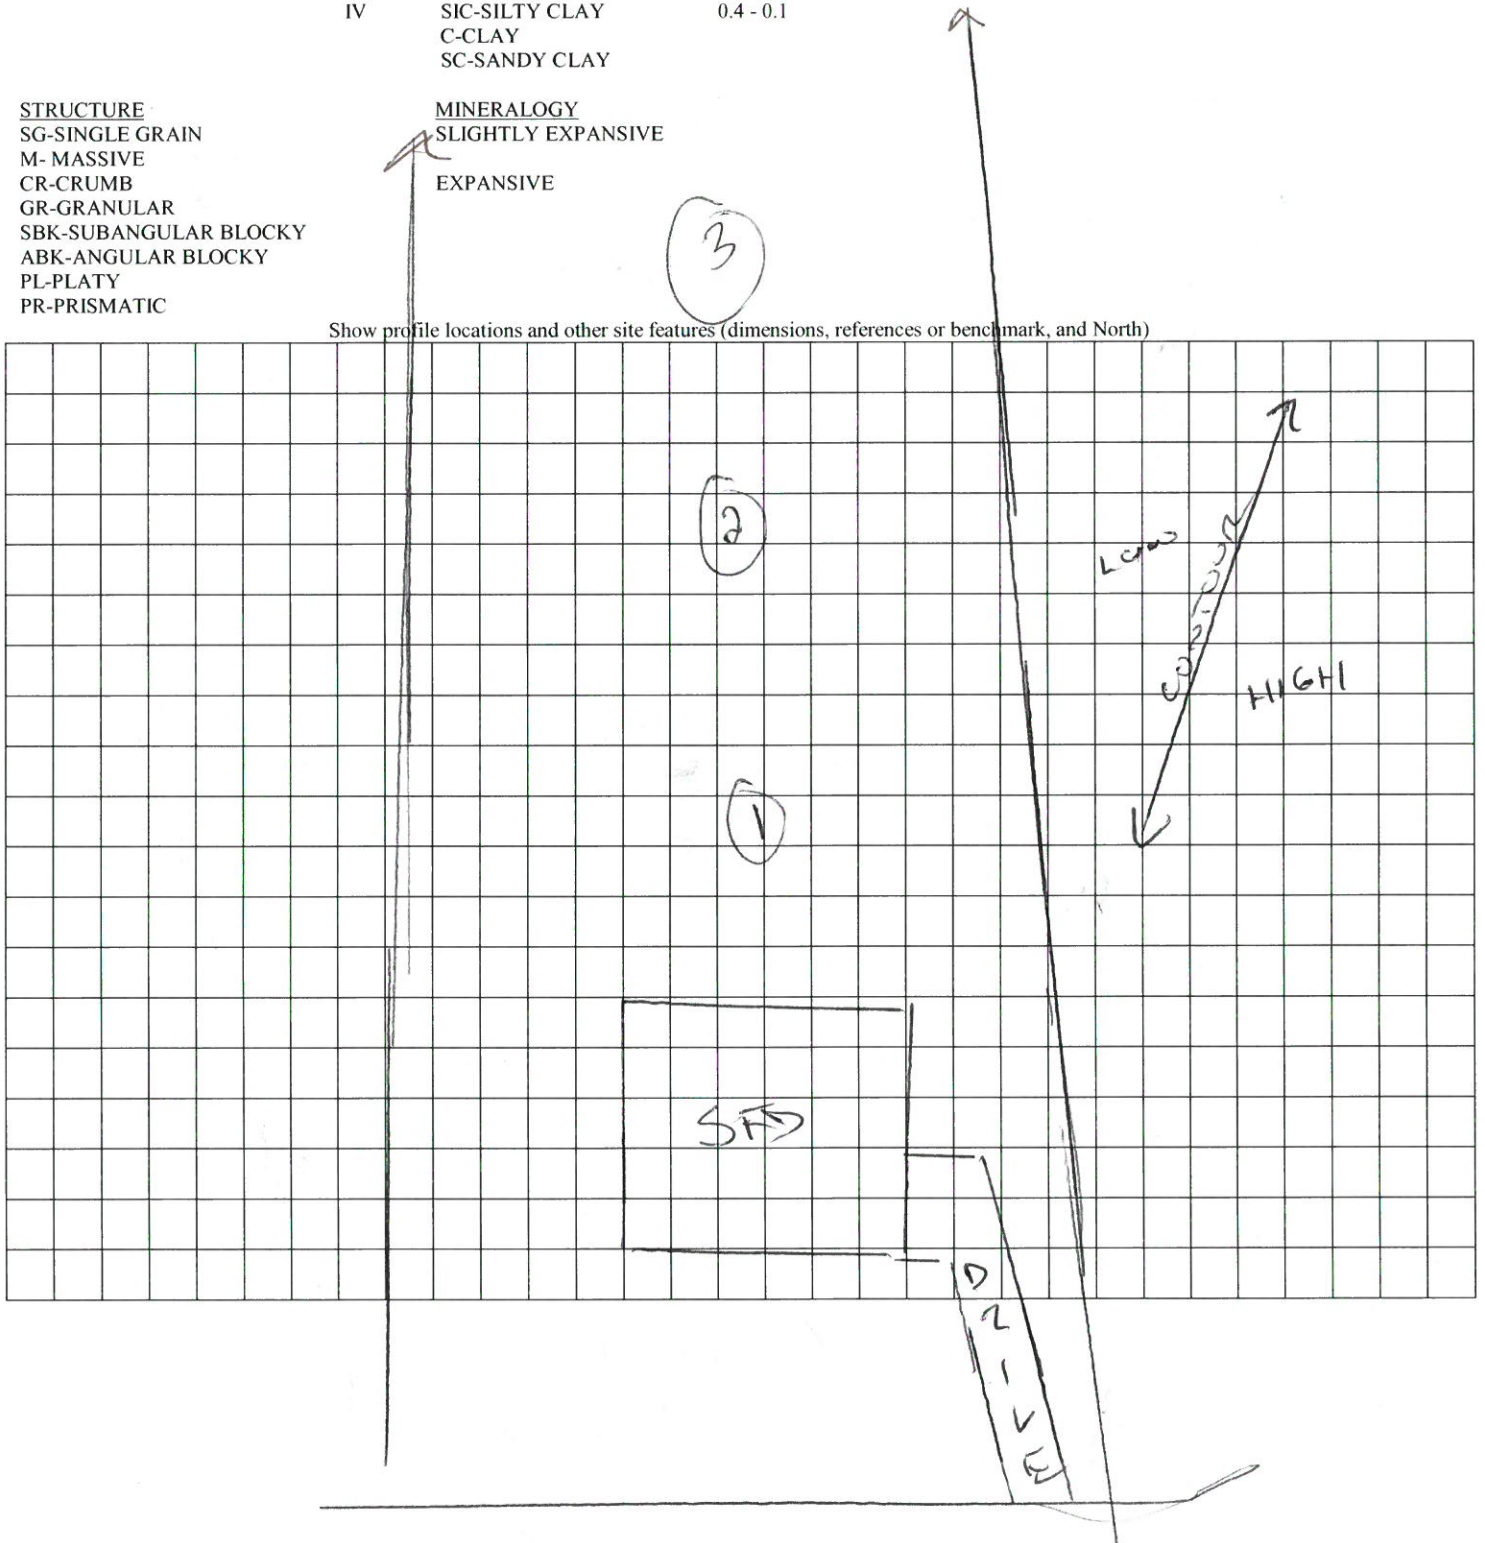 IV SIC-SILTY CLAY 0.4 - 0.1
C-CLAY
SC-SANDY CLAY
STRUCTURE MINERALOGY
SG-SINGLE GRAIN SLIGHTLY EXPANSIVE
M- MASSIVE
CR-CRUMB EXPANSIVE
GR-GRANULAR
SBK-SUBANGULAR BLOCKY
ABK-ANGULAR BLOCKY
PL-PLATY
PR-PRISMATIC
3
Show profile locations and other site features (dimensions, references or benchmark, and North)
2
LOW
CONTOUR
HIGH
1
SFD
DRIVE